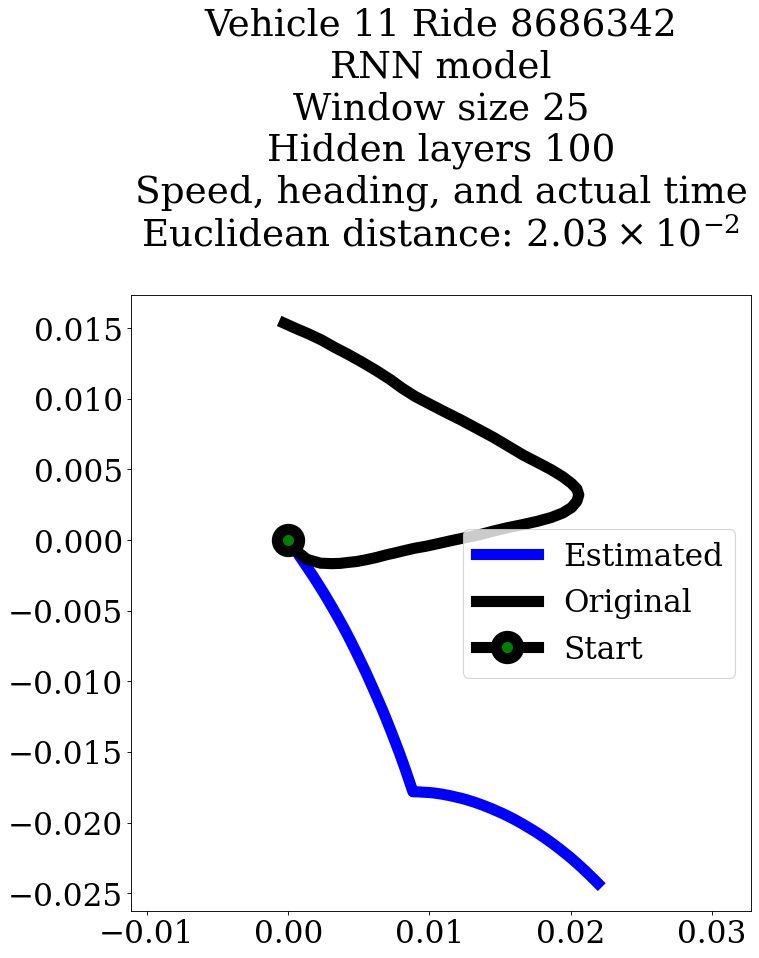 Vehicle 11 Ride 8686342
RNN model
Window size 25
Hidden layers 100
Speed, heading, and actual time
Euclidean distance: 2.03 × 10⁻²
0.015
0.010
0.005
0.000
−0.005
−0.010
−0.015
−0.020
−0.025
Estimated
Original
Start
−0.01 0.00 0.01 0.02 0.03